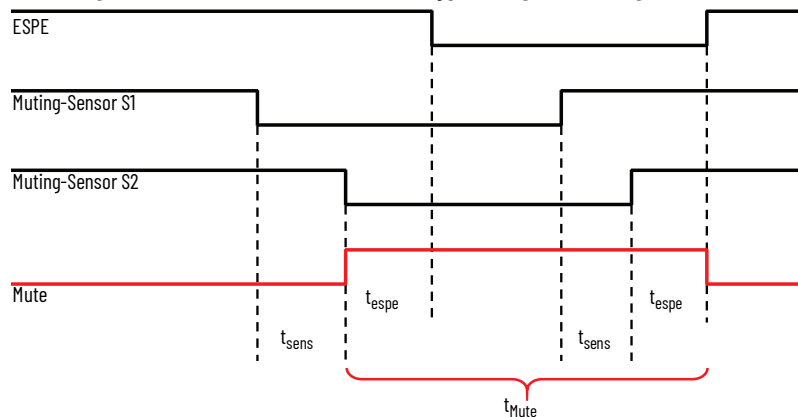 ESPE
Muting-Sensor S1
Muting-Sensor S2
Mute
tespe
tespe
tsens
tsens
tMute